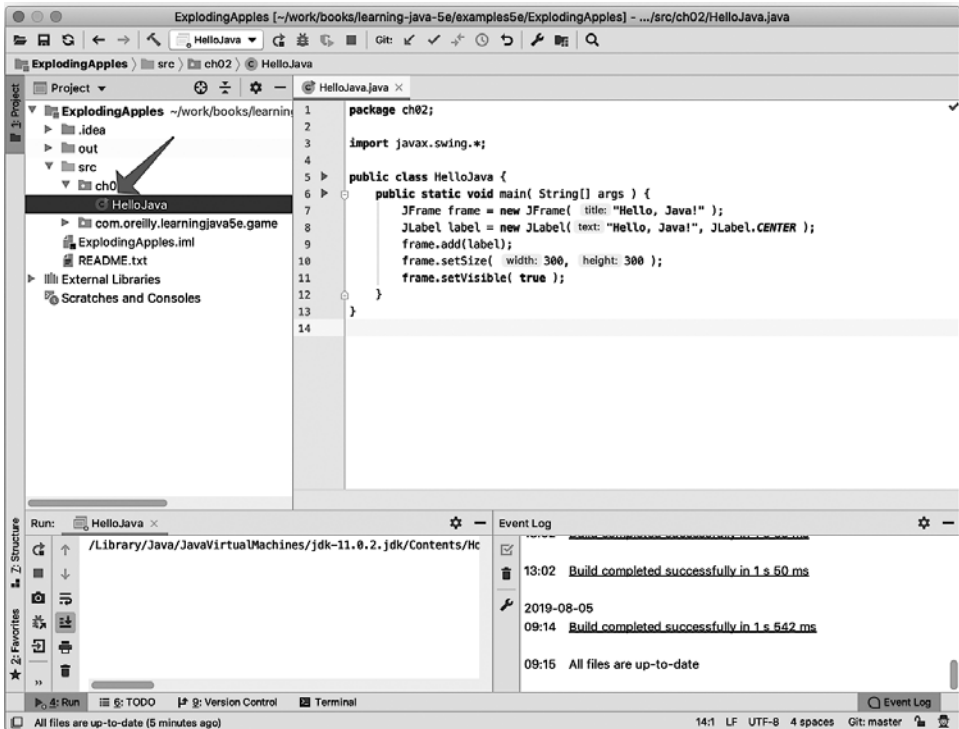 ExplodingApples [~/work/books/learning-java-5e/examples5e/ExplodingApples] - .../src/ch02/HelloJava.java
HelloJava
Git:
ExplodingApples
src
ch02
HelloJava
1: Project
Project
HelloJava.java
ExplodingApples ~/work/books/learning
.idea
out
src
HelloJava
com.oreilly.learningjava5e.game
ExplodingApples.iml
README.txt
External Libraries
Scratches and Consoles
1 package ch02;
2
3 import javax.swing.*;
4
5 public class HelloJava {
6 public static void main( String[] args ) {
7 JFrame frame = new JFrame( title: "Hello, Java!" );
8 JLabel label = new JLabel( text: "Hello, Java!", JLabel.CENTER );
9 frame.add(label);
10 frame.setSize( width: 300, height: 300 );
11 frame.setVisible( true );
12 }
13 }
14
Z: Structure
2: Favorites
Run: HelloJava
/Library/Java/JavaVirtualMachines/jdk-11.0.2.jdk/Contents/Ho
Event Log
13:02 Build completed successfully in 1 s 50 ms
2019-08-05
09:14 Build completed successfully in 1 s 542 ms
09:15 All files are up-to-date
4: Run
6: TODO
9: Version Control
Terminal
Event Log
All files are up-to-date (5 minutes ago)
14:1 LF UTF-8 4 spaces Git: master